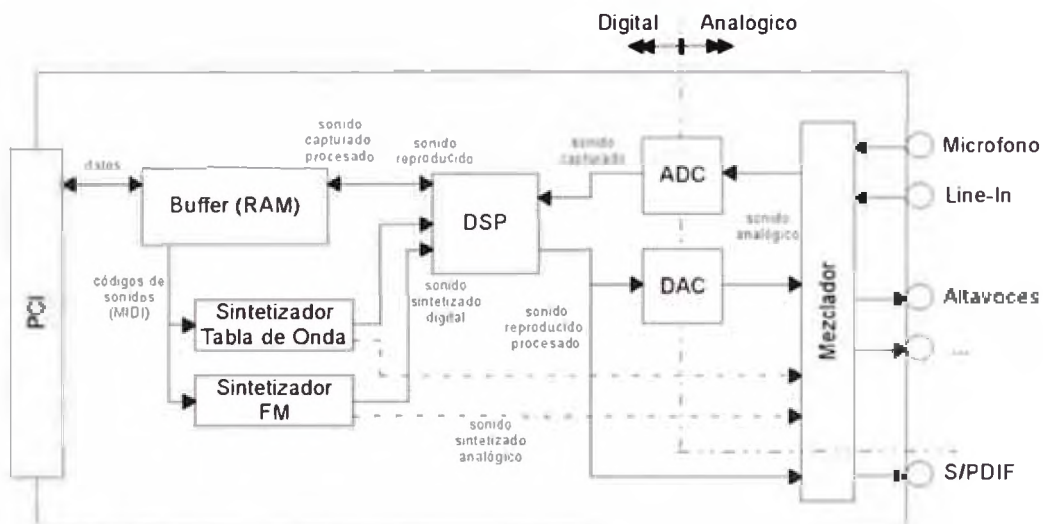 Digital
Analogico
PCI
datos
Buffer (RAM)
sonido
capturado
procesado
sonido
reproducido
DSP
sonido
capturado
ADC
sonido
analógico
DAC
Mezclador
Microfono
Line-In
Altavoces
...
S/PDIF
códigos de
sonidos
(MIDI)
Sintetizador
Tabla de Onda
Sintetizador
FM
sonido
sintetizado
digital
sonido
reproducido
procesado
sonido
sintetizado
analógico